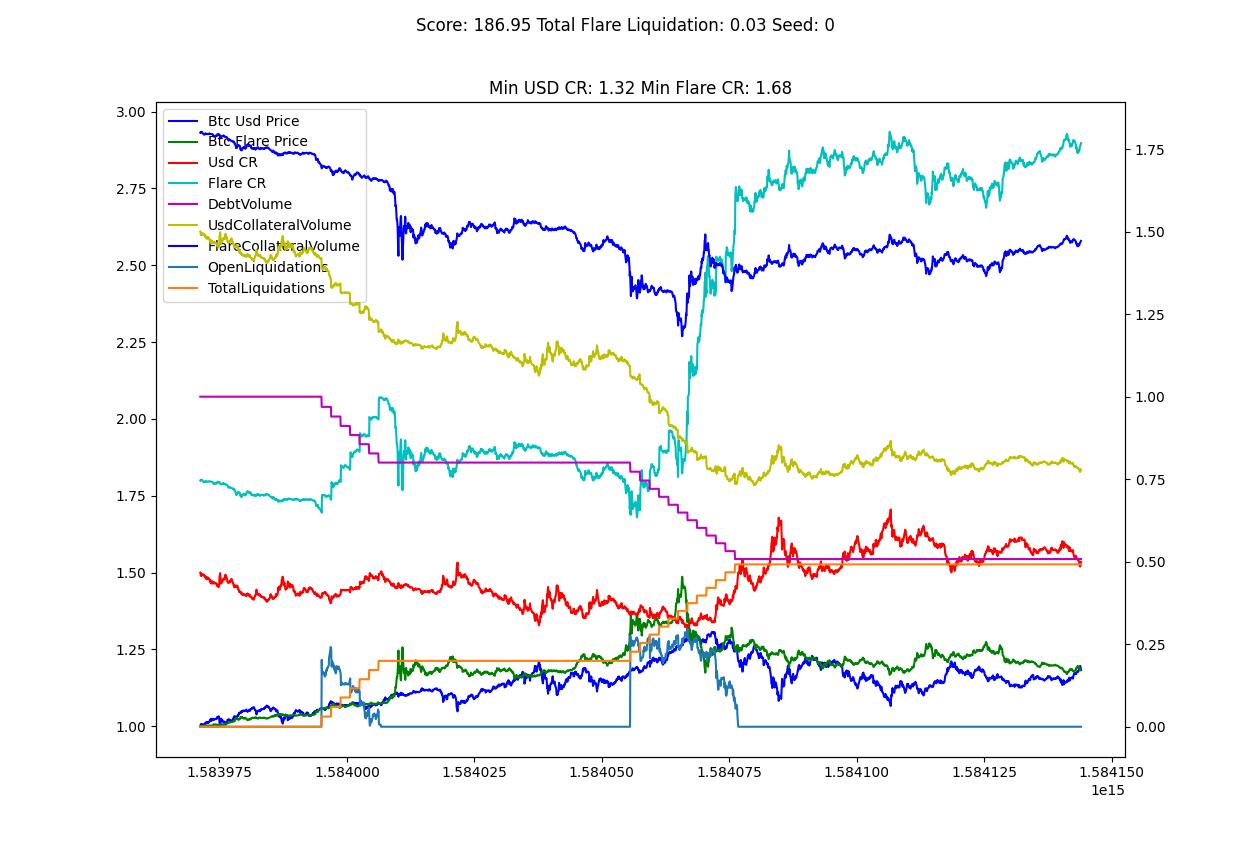 Score: 186.95 Total Flare Liquidation: 0.03 Seed: 0
Min USD CR: 1.32 Min Flare CR: 1.68
3.00
2.75
2.50
2.25
2.00
1.75
1.50
1.25
1.00
Btc Usd Price
Btc Flare Price
Usd CR
Flare CR
DebtVolume
UsdCollateralVolume
FlareCollateralVolume
OpenLiquidations
TotalLiquidations
1.75
1.50
1.25
1.00
0.75
0.50
0.25
0.00
1.583975 1.584000 1.584025 1.584050 1.584075 1.584100 1.584125 1.584150
1e15